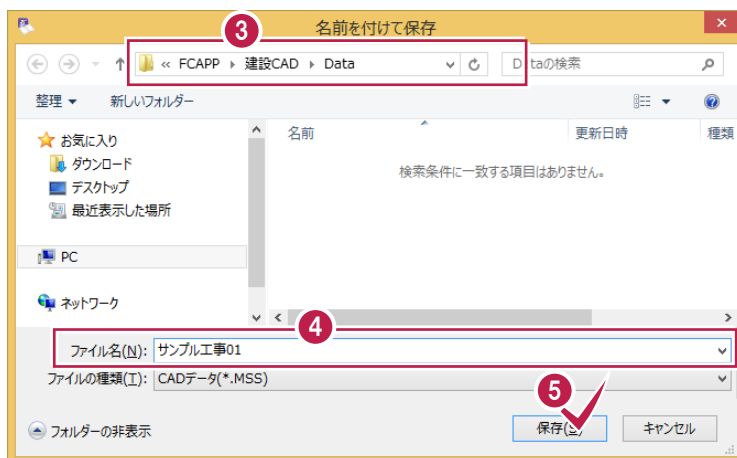 名前を付けて保存
3
« FCAPP 建設CAD Data
D taの検索
整理 新しいフォルダー
名前 更新日時 種類
お気に入り
ダウンロード
デスクトップ
最近表示した場所
検索条件に一致する項目はありません。
PC
ネットワーク
4
ファイル名(N): サンプル工事01
ファイルの種類(T): CADデータ(*.MSS)
5
フォルダーの非表示
保存( ) キャンセル